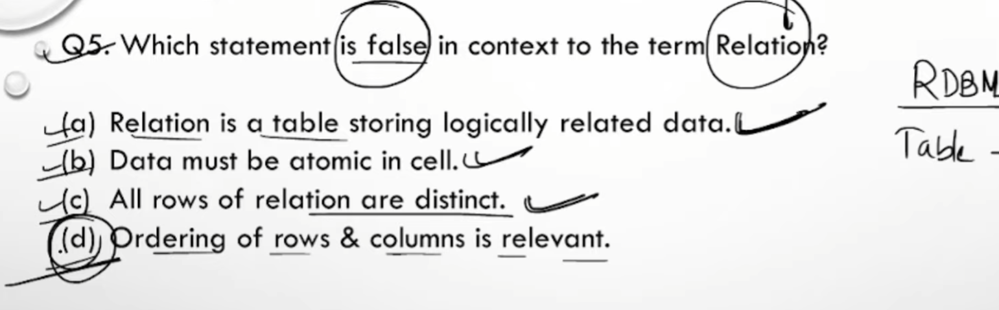 Q5. Which statement is false in context to the term Relation?
RDBM
(a) Relation is a table storing logically related data.
Table -
(b) Data must be atomic in cell.
(c) All rows of relation are distinct.
(d) Ordering of rows & columns is relevant.